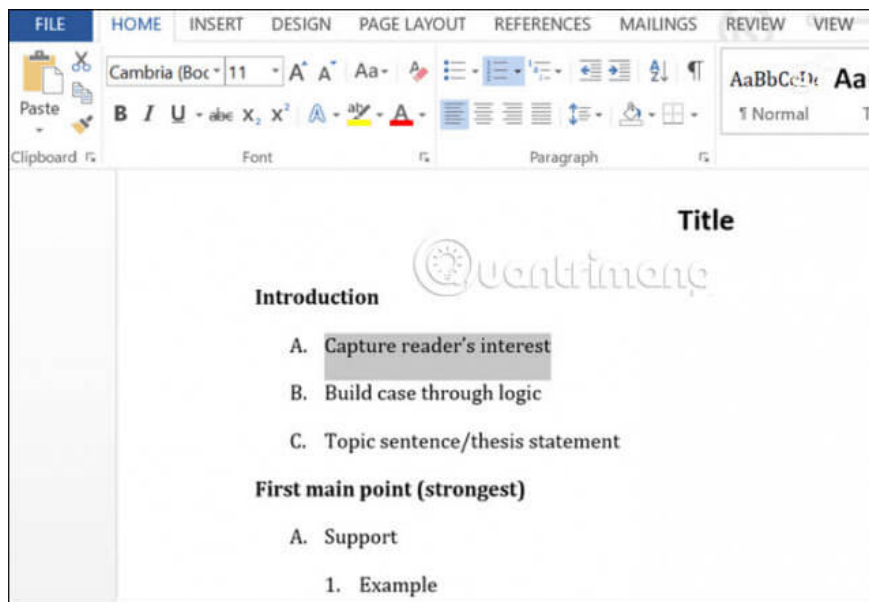 FILE HOME INSERT DESIGN PAGE LAYOUT REFERENCES MAILINGS REVIEW VIEW
Cambria (Boc 11 A A Aa
Paste B I U abc X₂ X² A aby A
AaBbCcDc Aa
¶ Normal T
Clipboard Font Paragraph
Title
Quantrimang
Introduction
A. Capture reader's interest
B. Build case through logic
C. Topic sentence/thesis statement
First main point (strongest)
A. Support
1. Example